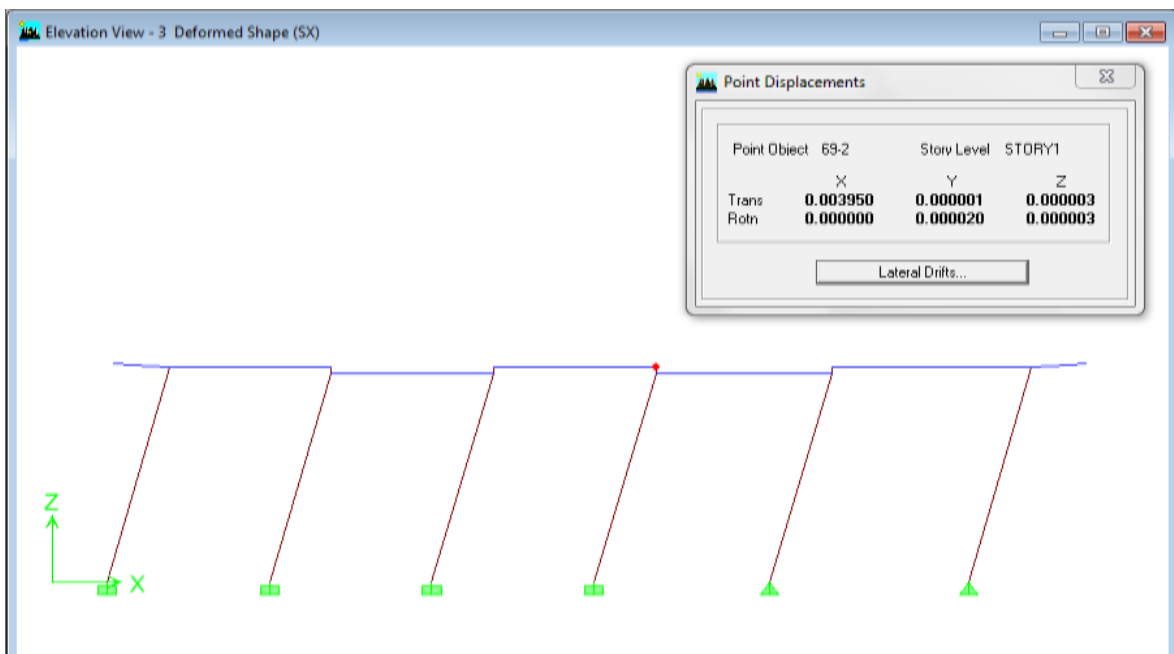 Elevation View - 3 Deformed Shape (SX)
Point Displacements
Point Object 69-2 Story Level STORY1
X Y Z
Trans 0.003950 0.000001 0.000003
Rotn 0.000000 0.000020 0.000003
Lateral Drifts...
Z
X